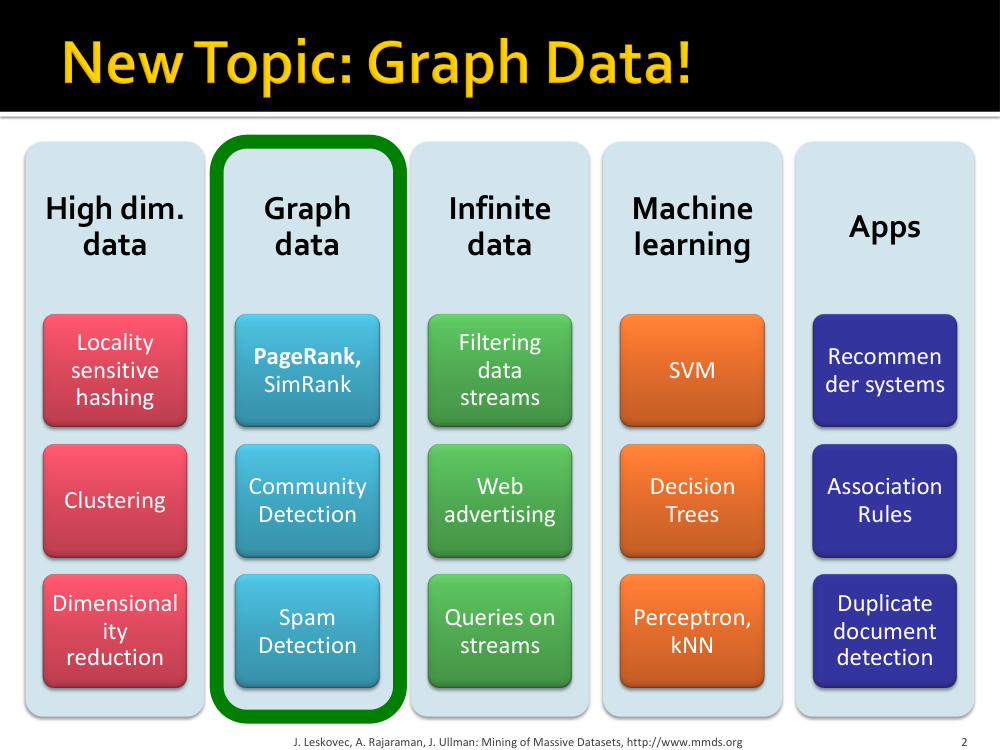 New Topic: Graph Data!
High dim.
data
Locality
sensitive
hashing
Clustering
Dimensional
ity
reduction
Graph
data
PageRank,
SimRank
Community
Detection
Spam
Detection
Infinite
data
Filtering
data
streams
Web
advertising
Queries on
streams
Machine
learning
SVM
Decision
Trees
Perceptron,
kNN
Apps
Recommen
der systems
Association
Rules
Duplicate
document
detection
J. Leskovec, A. Rajaraman, J. Ullman: Mining of Massive Datasets, http://www.mmds.org
2